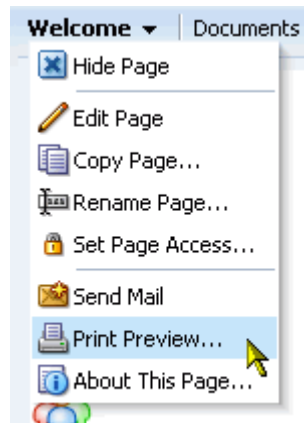 Welcome Documents
Hide Page
Edit Page
Copy Page...
Rename Page...
Set Page Access...
Send Mail
Print Preview...
About This Page...